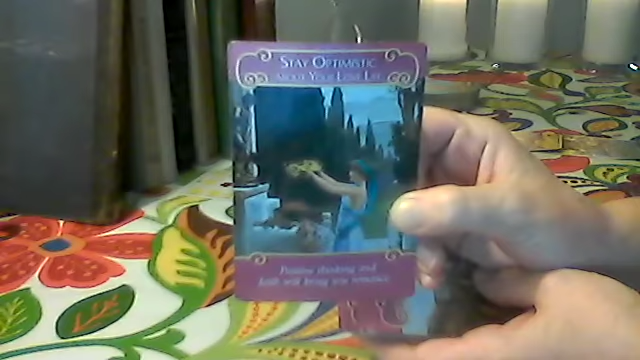 STAY OPTIMISTIC
ABOUT YOUR LOVE LIFE
Positive thinking and
faith will bring you romance.